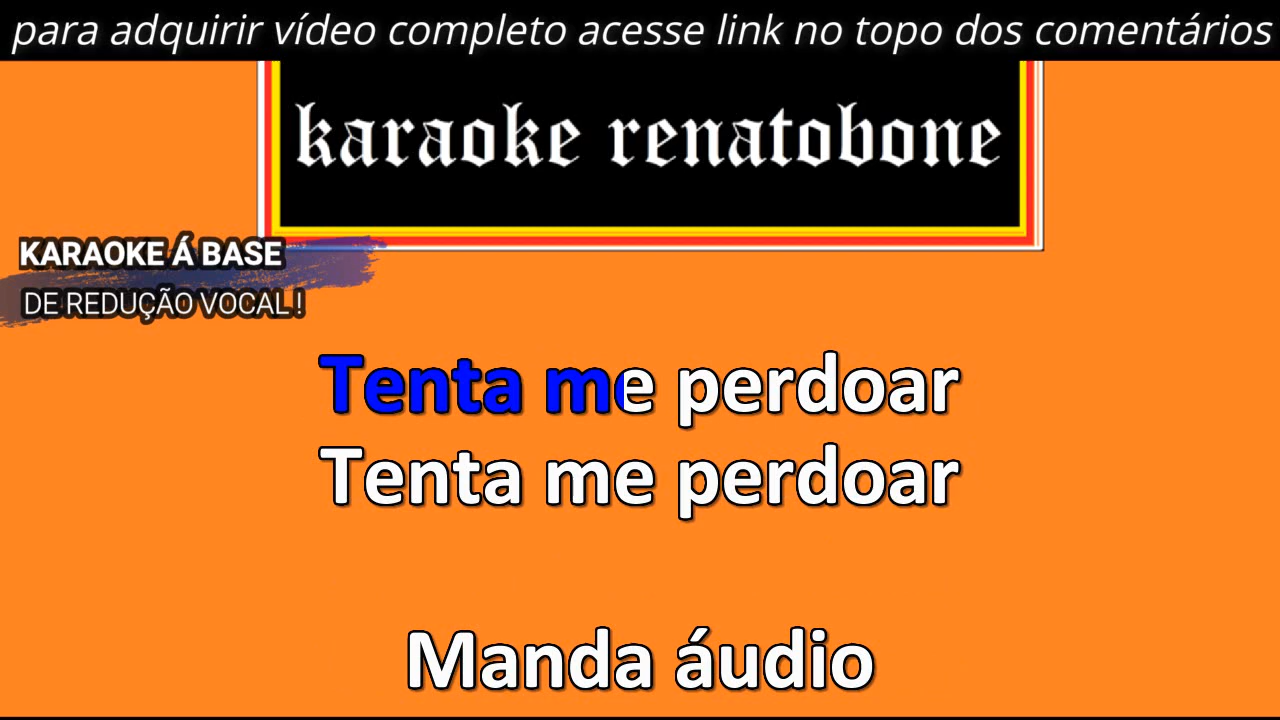 para adquirir vídeo completo acesse link no topo dos comentários
karaoke renatobone
KARAOKE Á BASE
DE REDUÇÃO VOCAL !
Tenta me perdoar
Tenta me perdoar
Manda áudio